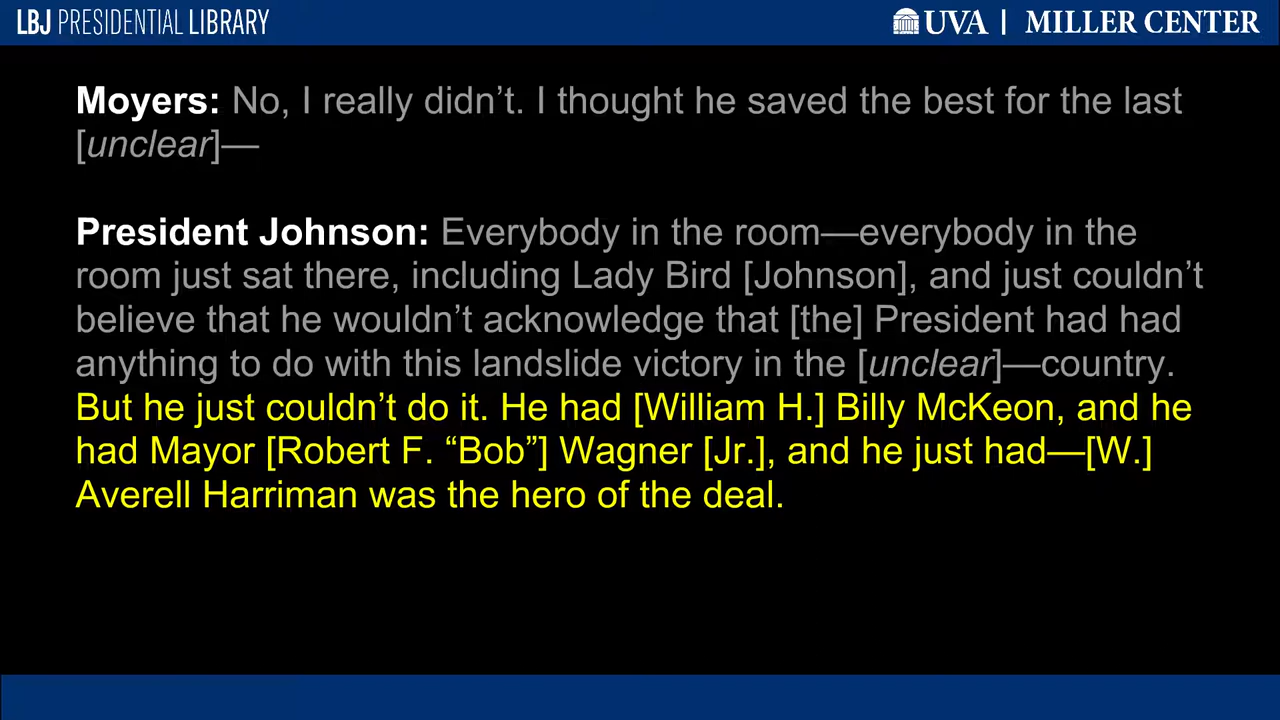 LBJ PRESIDENTIAL LIBRARY
UVA | MILLER CENTER
Moyers: No, I really didn’t. I thought he saved the best for the last
[unclear]—
President Johnson: Everybody in the room—everybody in the
room just sat there, including Lady Bird [Johnson], and just couldn’t
believe that he wouldn’t acknowledge that [the] President had had
anything to do with this landslide victory in the [unclear]—country.
But he just couldn’t do it. He had [William H.] Billy McKeon, and he
had Mayor [Robert F. “Bob”] Wagner [Jr.], and he just had—[W.]
Averell Harriman was the hero of the deal.